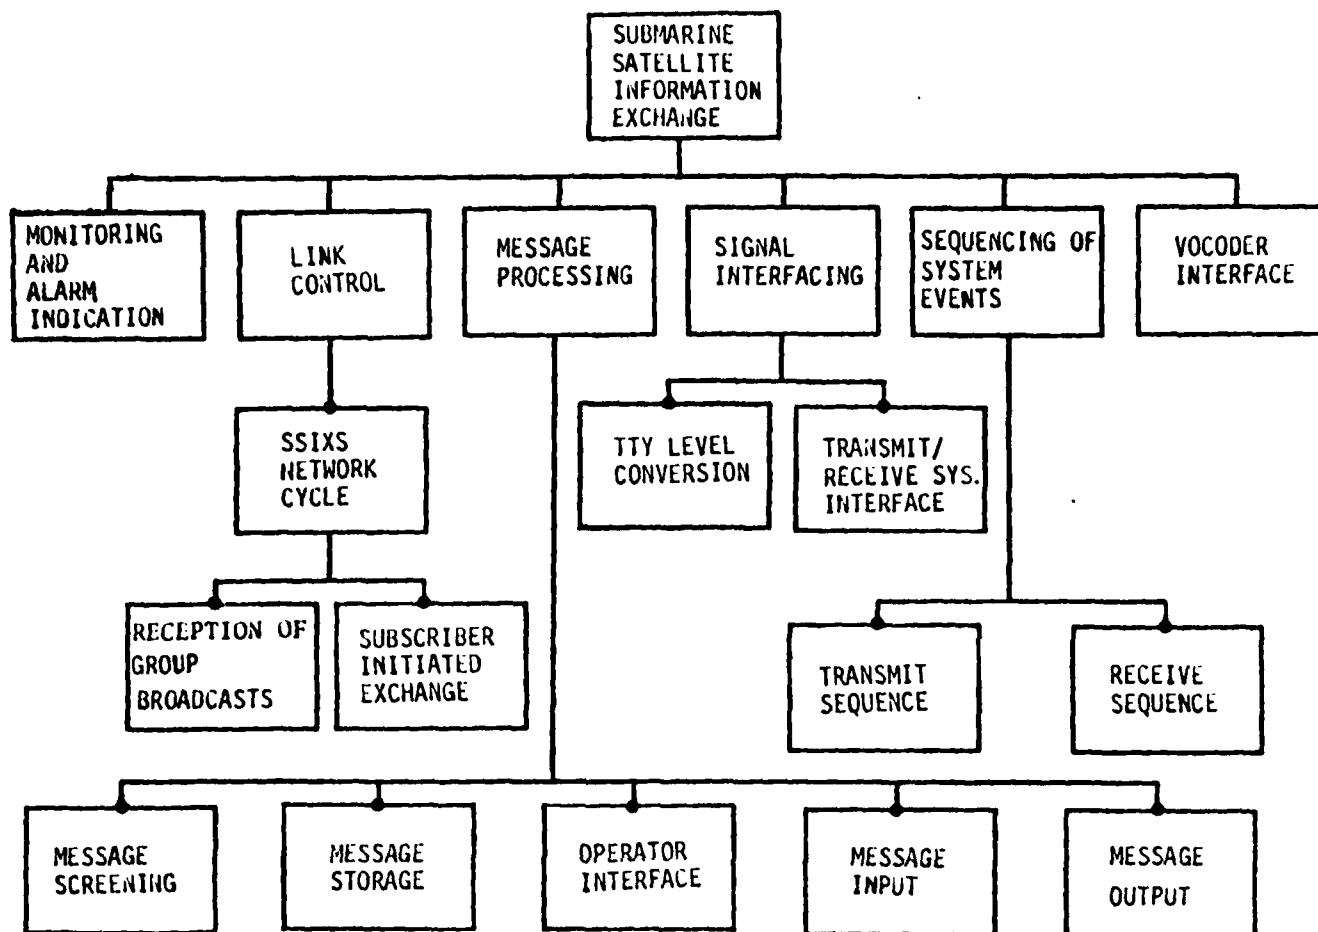 SUBMARINE
SATELLITE
INFORMATION
EXCHANGE
MONITORING
AND
ALARM
INDICATION
LINK
CONTROL
MESSAGE
PROCESSING
SIGNAL
INTERFACING
SEQUENCING OF
SYSTEM
EVENTS
VOCODER
INTERFACE
SSIXS
NETWORK
CYCLE
TTY LEVEL
CONVERSION
TRANSMIT/
RECEIVE SYS.
INTERFACE
RECEPTION OF
GROUP
BROADCASTS
SUBSCRIBER
INITIATED
EXCHANGE
TRANSMIT
SEQUENCE
RECEIVE
SEQUENCE
MESSAGE
SCREENING
MESSAGE
STORAGE
OPERATOR
INTERFACE
MESSAGE
INPUT
MESSAGE
OUTPUT